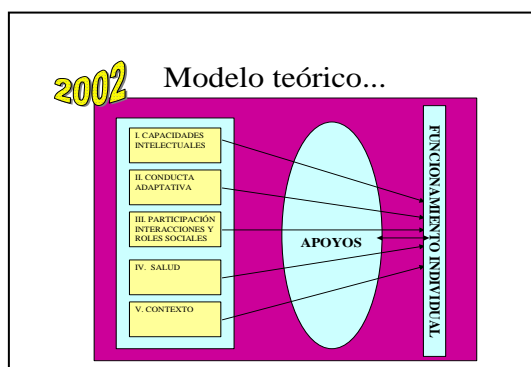 2002
Modelo teórico...
I. CAPACIDADES
INTELECTUALES
II. CONDUCTA
ADAPTATIVA
III. PARTICIPACIÓN
INTERACCIONES Y
ROLES SOCIALES
IV. SALUD
V. CONTEXTO
APOYOS
FUNCIONAMIENTO INDIVIDUAL